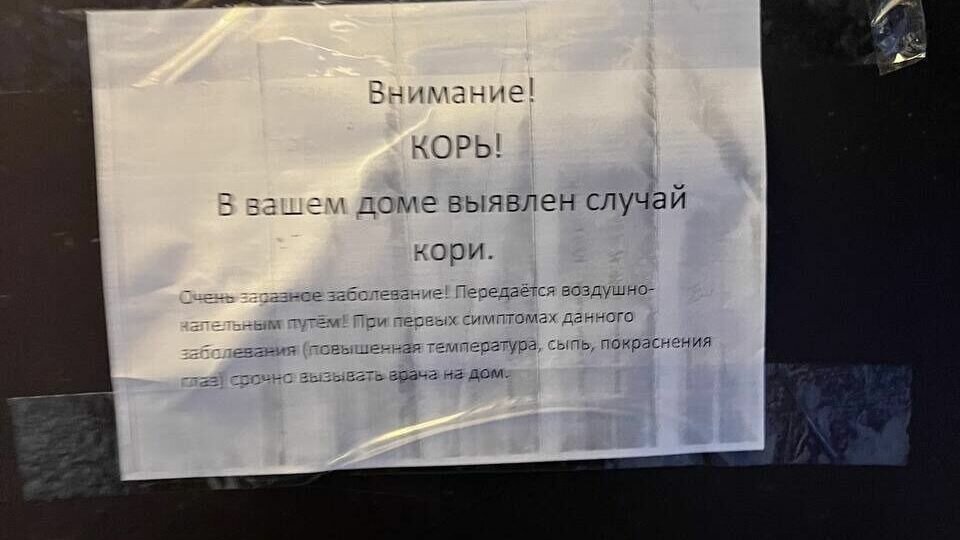 Внимание!
КОРЬ!
В вашем доме выявлен случай
кори.
Очень заразное заболевание! Передаётся воздушно-
капельным путём! При первых симптомах данного
заболевания (повышенная температура, сыпь, покраснения
глаз) срочно вызывать врача на дом.